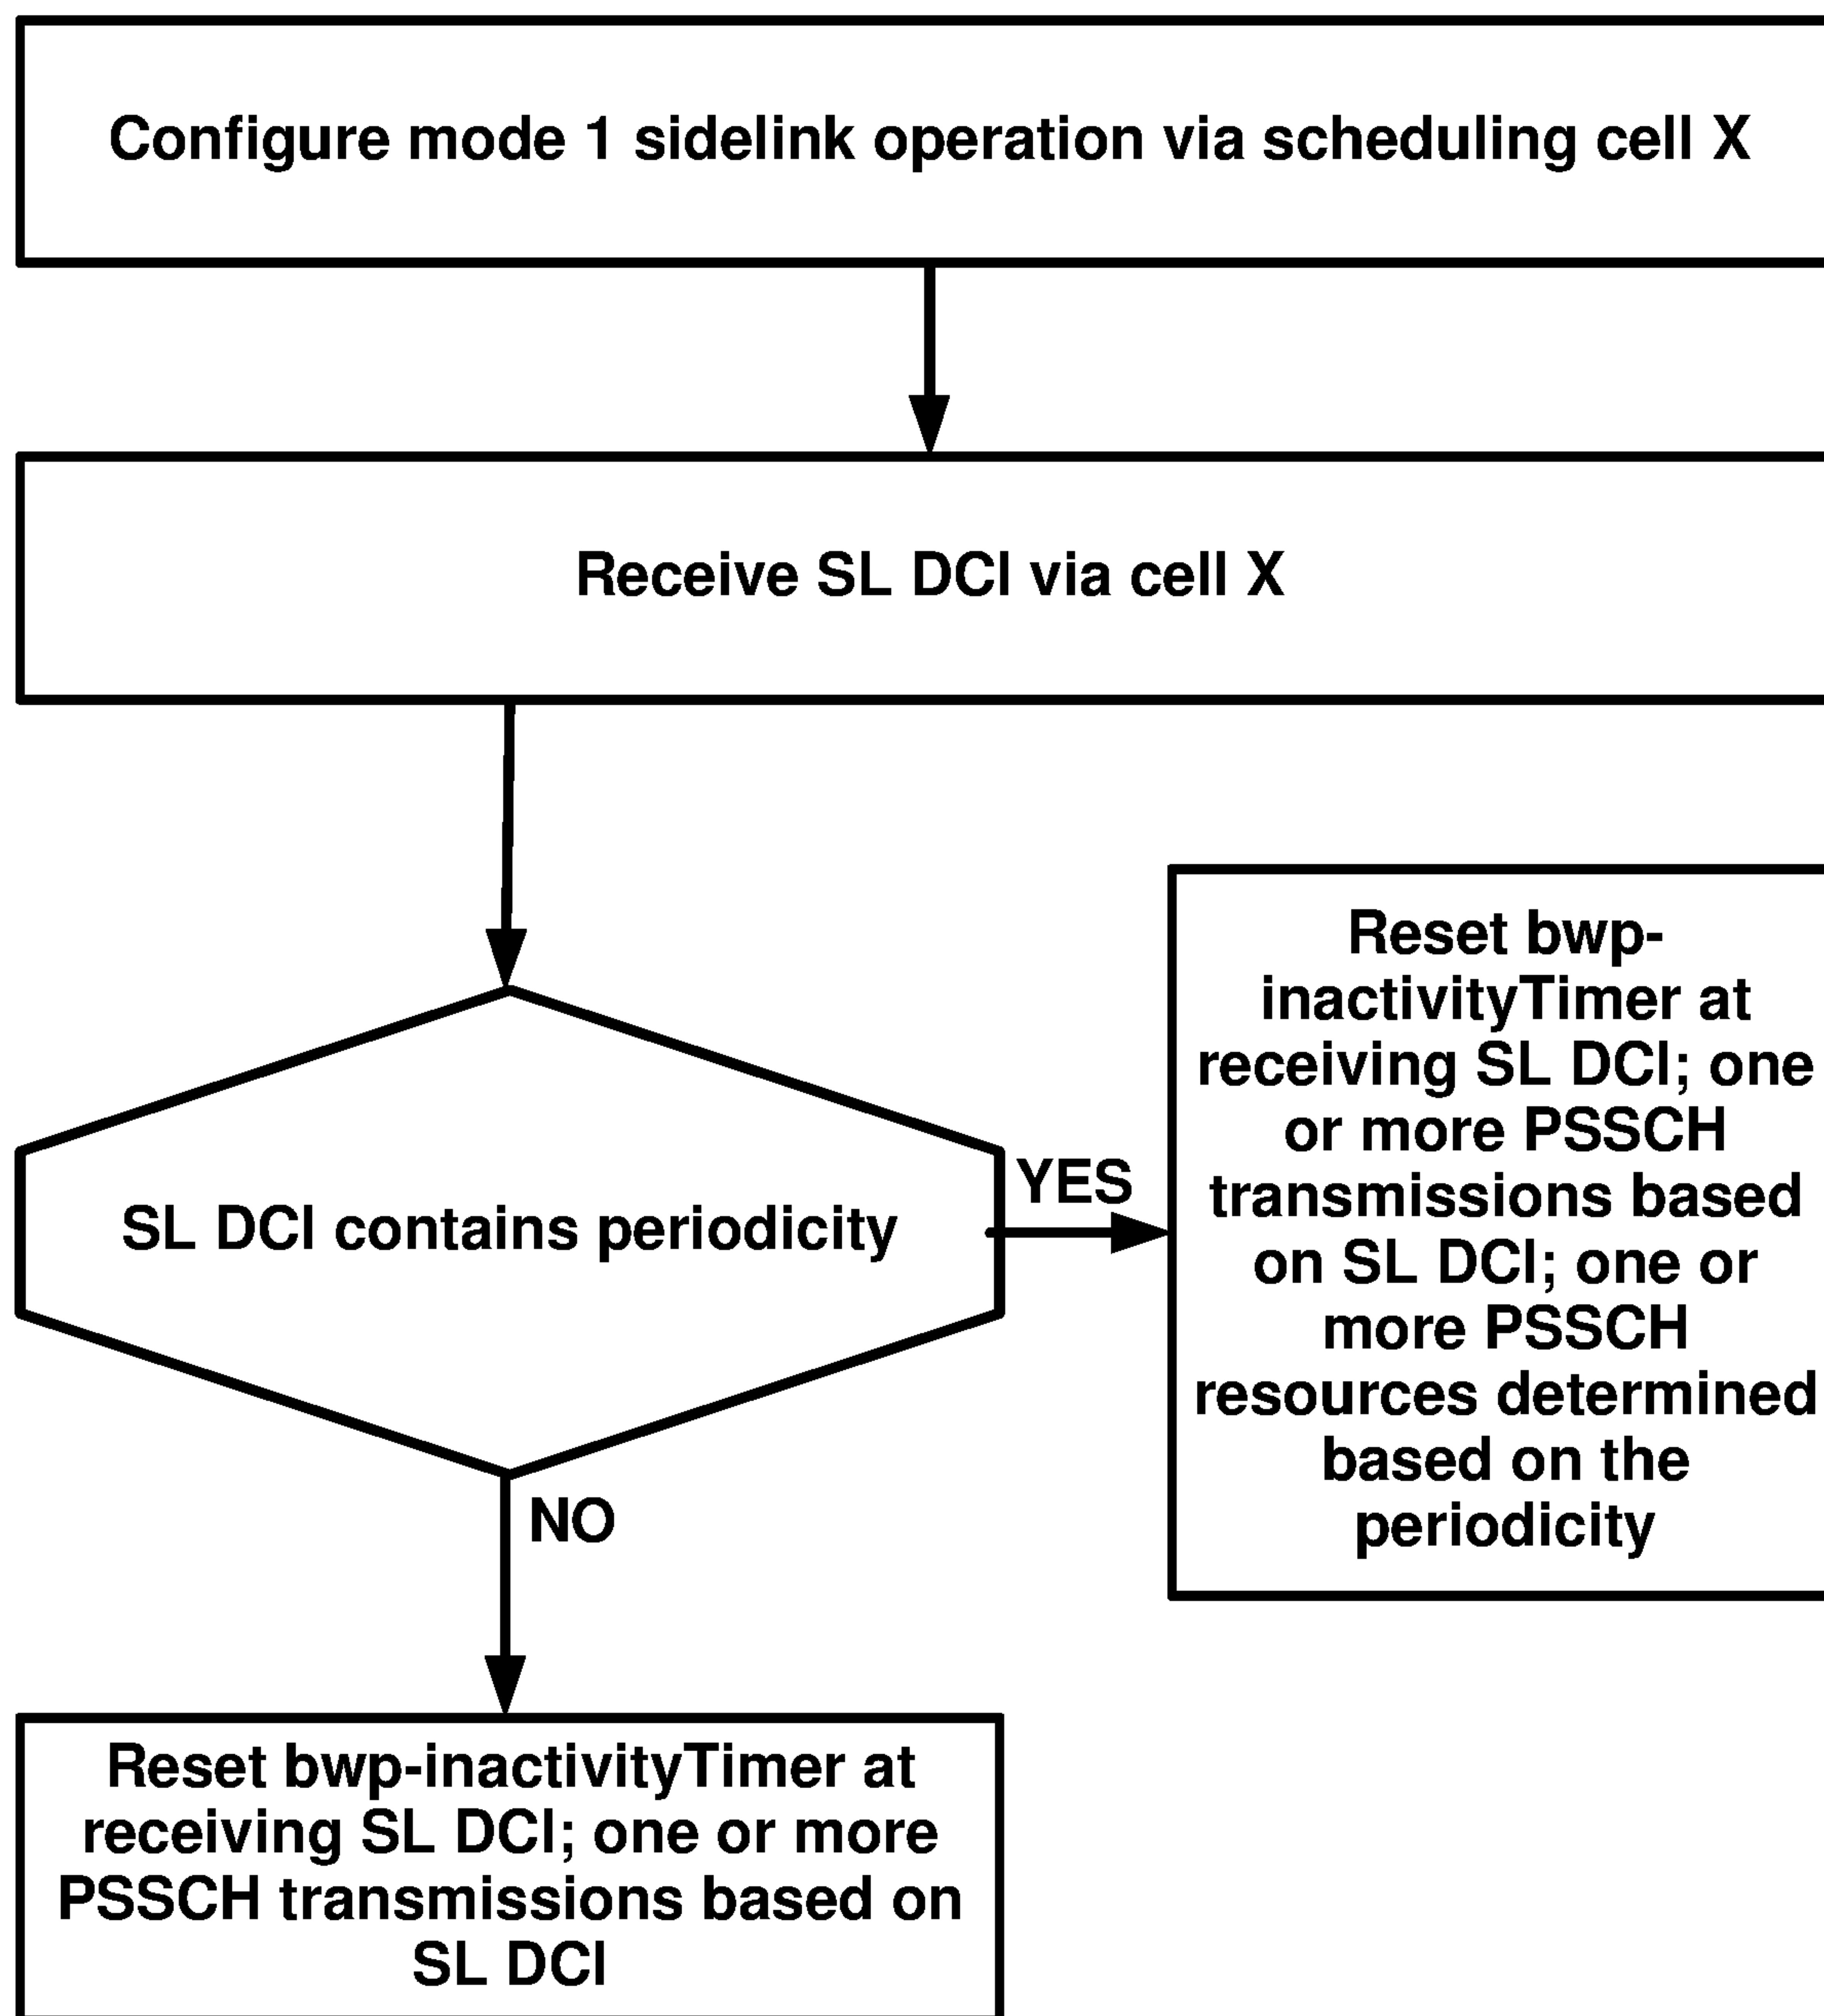 Configure mode 1 sidelink operation via scheduling cell X
Receive SL DCI via cell X
SL DCI contains periodicity
YES
Reset bwp-
inactivityTimer at
receiving SL DCI; one
or more PSSCH
transmissions based
on SL DCI; one or
more PSSCH
resources determined
based on the
periodicity
NO
Reset bwp-inactivityTimer at
receiving SL DCI; one or more
PSSCH transmissions based on
SL DCI